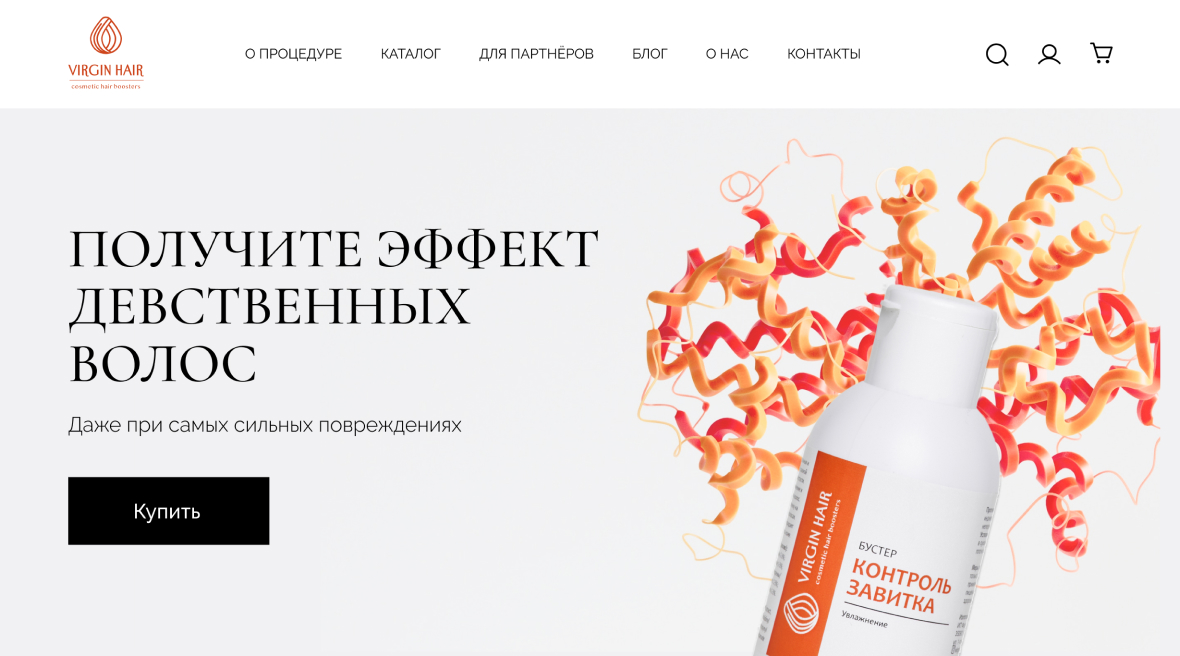 VIRGIN HAIR
cosmetic hair boosters
О ПРОЦЕДУРЕ
КАТАЛОГ
ДЛЯ ПАРТНЁРОВ
БЛОГ
О НАС
КОНТАКТЫ
ПОЛУЧИТЕ ЭФФЕКТ
ДЕВСТВЕННЫХ
ВОЛОС
Даже при самых сильных повреждениях
Купить
VIRGIN HAIR
cosmetic hair boosters
БУСТЕР
КОНТРОЛЬ
ЗАВИТКА
Увлажнение